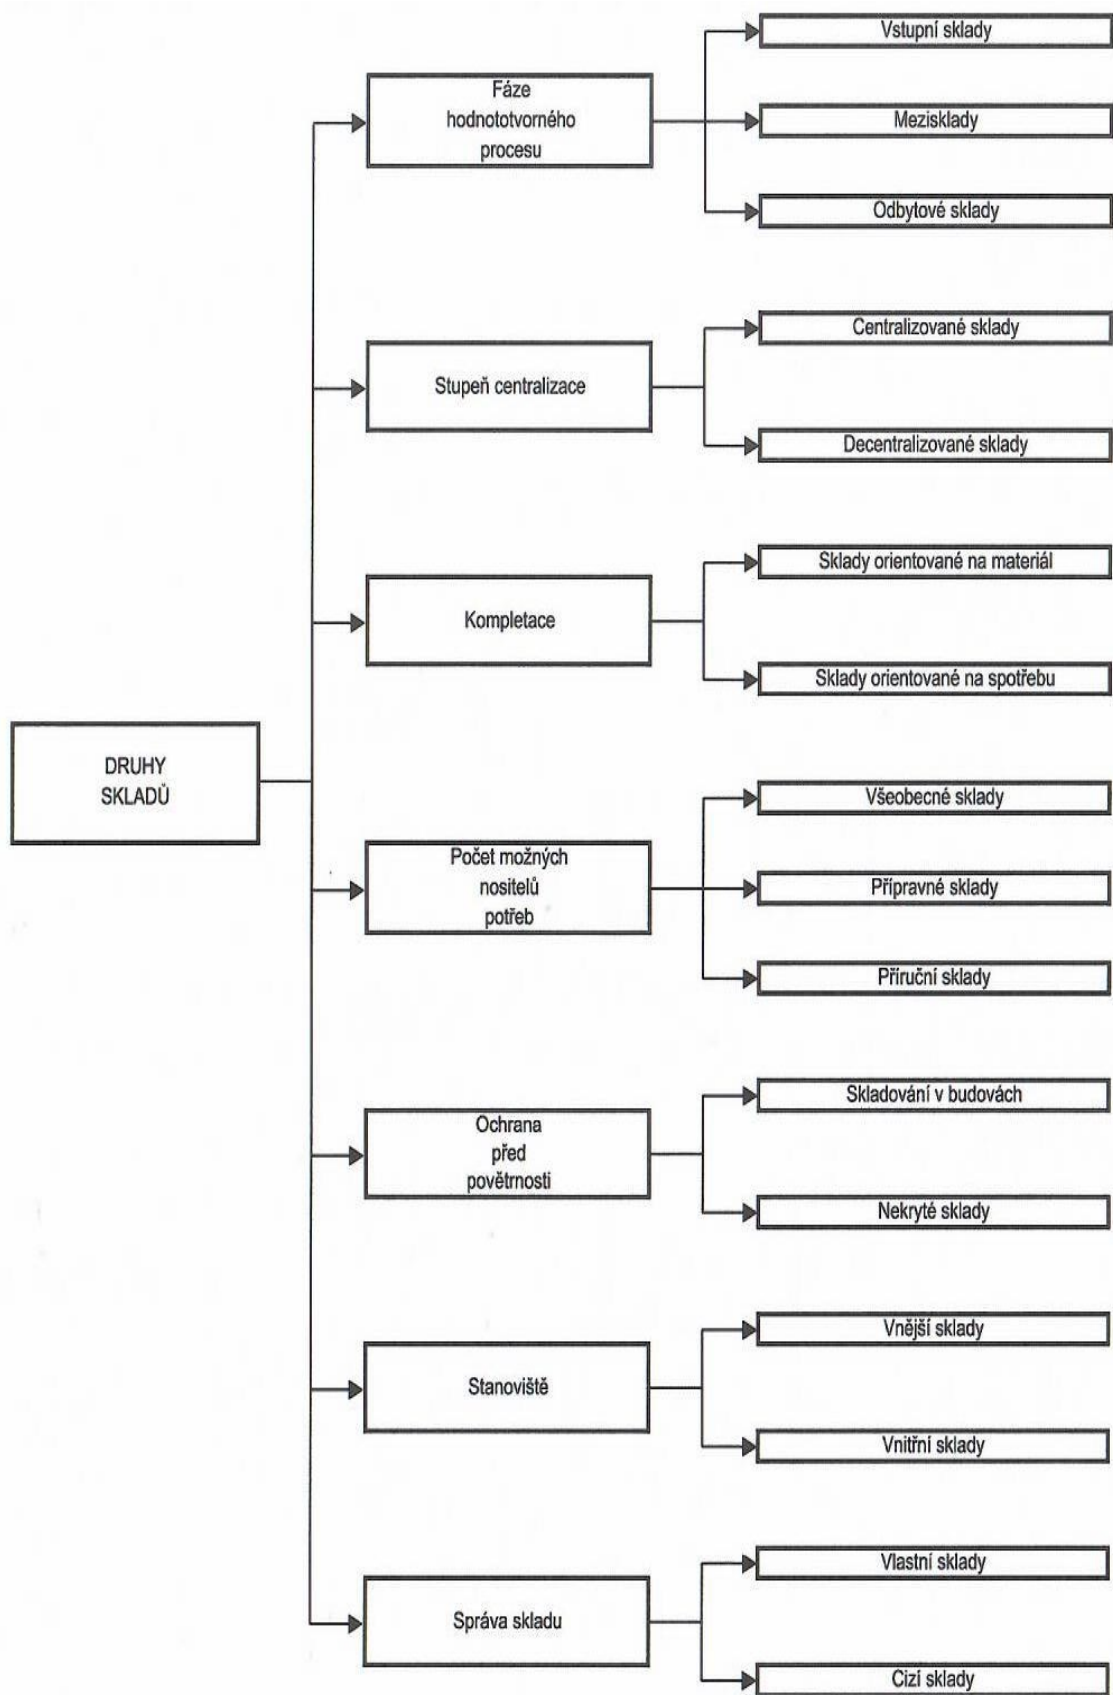 Vstupní sklady
Fáze
hodnototvorného
procesu
Mezisklady
Odbytové sklady
Centralizované sklady
Stupeň centralizace
Decentralizované sklady
Sklady orientované na materiál
Kompletace
Sklady orientované na spotřebu
DRUHY
SKLADŮ
Všeobecné sklady
Počet možných
nositelů
potřeb
Přípravné sklady
Příruční sklady
Skladování v budovách
Ochrana
před
povětrnosti
Nekryté sklady
Vnější sklady
Stanoviště
Vnitřní sklady
Vlastní sklady
Správa skladu
Cizí sklady